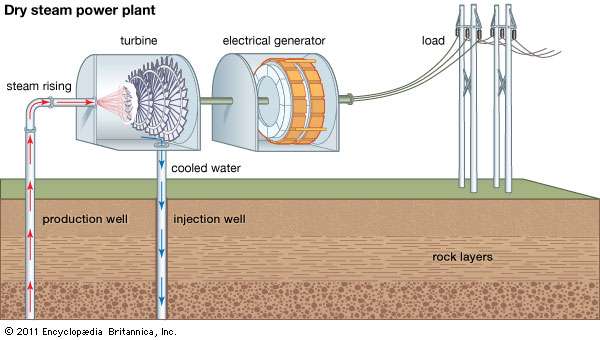 Dry steam power plant
turbine
electrical generator
load
steam rising
cooled water
production well
injection well
rock layers
© 2011 Encyclopædia Britannica, Inc.